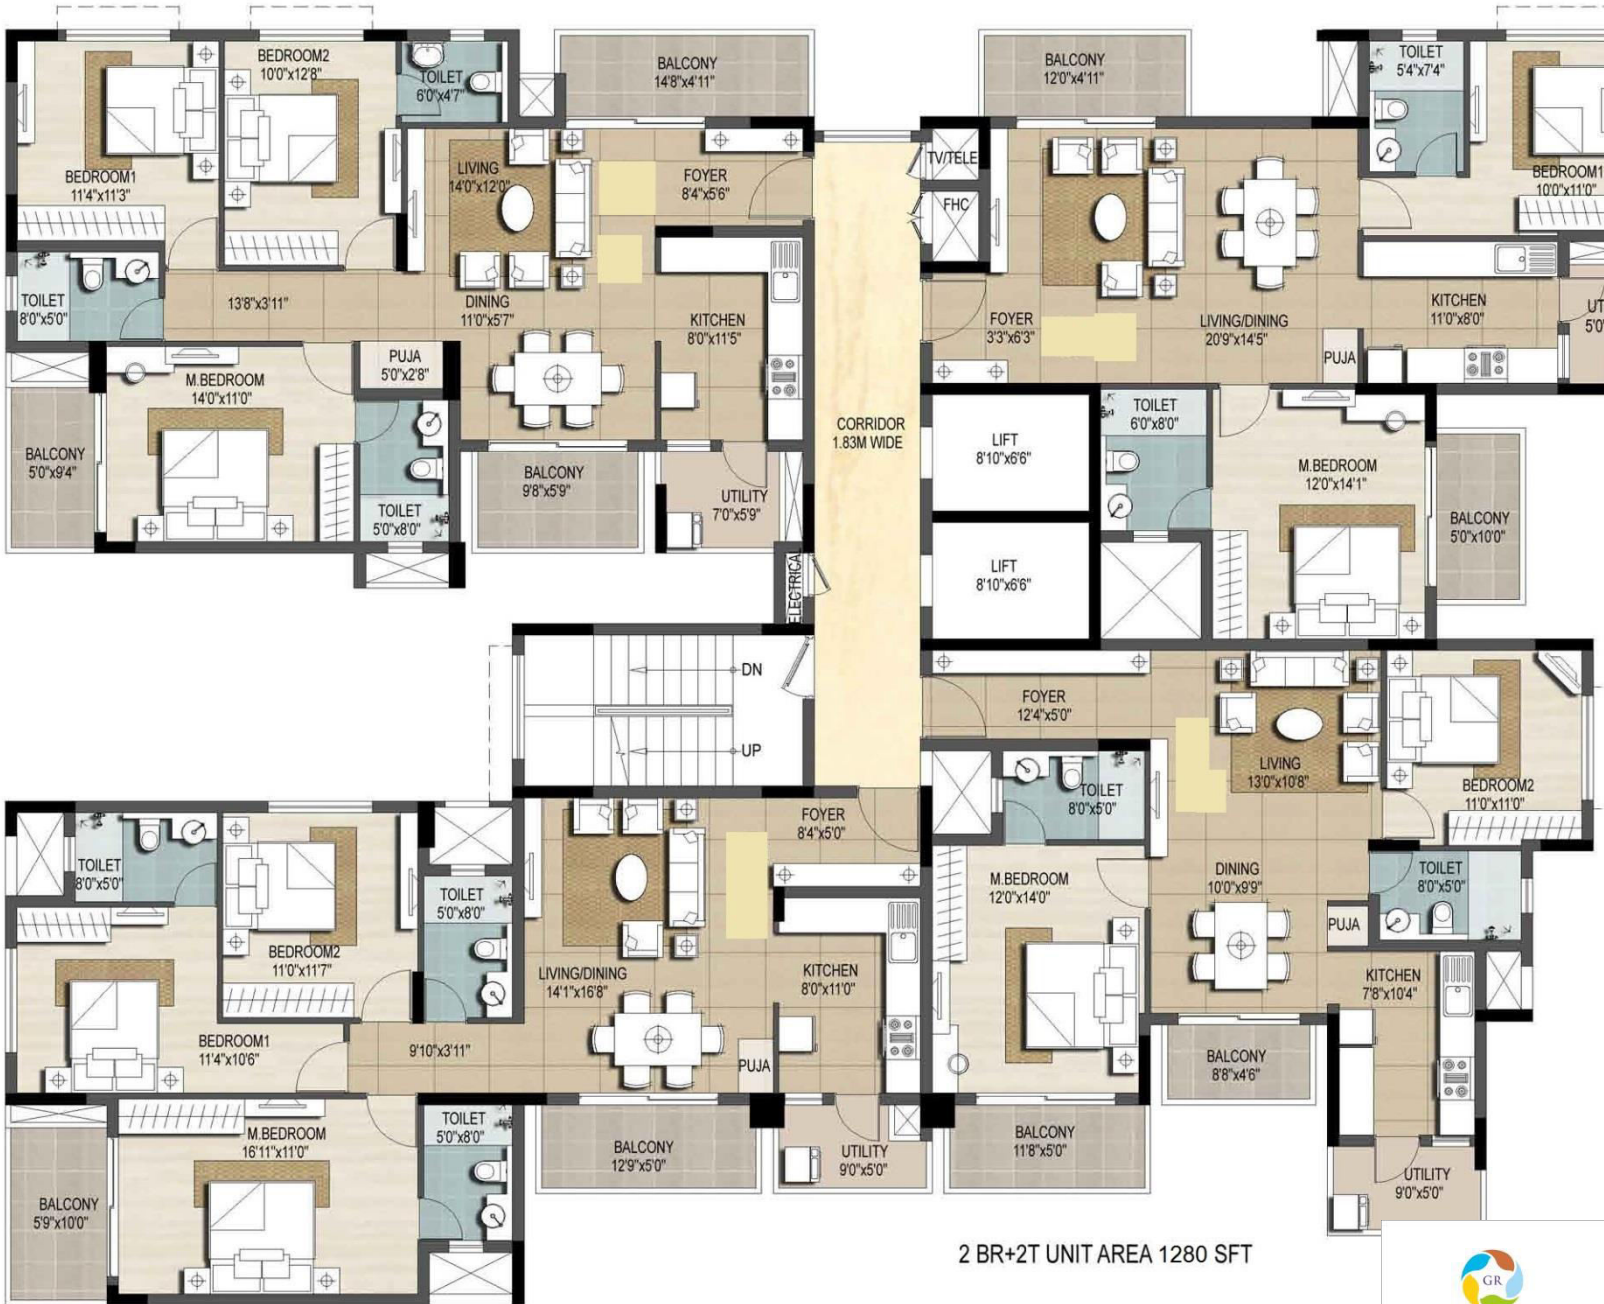 BEDROOM1
11'4"x11'3"
BEDROOM2
10'0"x12'8"
TOILET
6'0"x4'7"
BALCONY
14'8"x4'11"
LIVING
14'0"x12'0"
FOYER
8'4"x5'6"
TOILET
8'0"x5'0"
13'8"x3'11"
DINING
11'0"x5'7"
KITCHEN
8'0"x11'5"
PUJA
5'0"x2'8"
M.BEDROOM
14'0"x11'0"
BALCONY
5'0"x9'4"
TOILET
5'0"x8'0"
BALCONY
9'8"x5'9"
UTILITY
7'0"x5'9"
ELECTRICAL
CORRIDOR
1.83M WIDE
TV/TELE
FHC
BALCONY
12'0"x4'11"
TOILET
5'4"x7'4"
BEDROOM1
10'0"x11'0"
FOYER
3'3"x6'3"
LIVING/DINING
20'9"x14'5"
PUJA
KITCHEN
11'0"x8'0"
UT
5'0
LIFT
8'10"x6'6"
LIFT
8'10"x6'6"
TOILET
6'0"x8'0"
M.BEDROOM
12'0"x14'1"
BALCONY
5'0"x10'0"
DN
UP
FOYER
12'4"x5'0"
LIVING
13'0"x10'8"
BEDROOM2
11'0"x11'0"
TOILET
8'0"x5'0"
M.BEDROOM
12'0"x14'0"
DINING
10'0"x9'9"
TOILET
8'0"x5'0"
PUJA
KITCHEN
7'8"x10'4"
BALCONY
8'8"x4'6"
BALCONY
11'8"x5'0"
UTILITY
9'0"x5'0"
TOILET
8'0"x5'0"
BEDROOM2
11'0"x11'7"
TOILET
5'0"x8'0"
FOYER
8'4"x5'0"
LIVING/DINING
14'1"x16'8"
KITCHEN
8'0"x11'0"
BEDROOM1
11'4"x10'6"
9'10"x3'11"
PUJA
M.BEDROOM
16'11"x11'0"
TOILET
5'0"x8'0"
BALCONY
12'9"x5'0"
UTILITY
9'0"x5'0"
BALCONY
5'9"x10'0"
2 BR+2T UNIT AREA 1280 SFT
GR